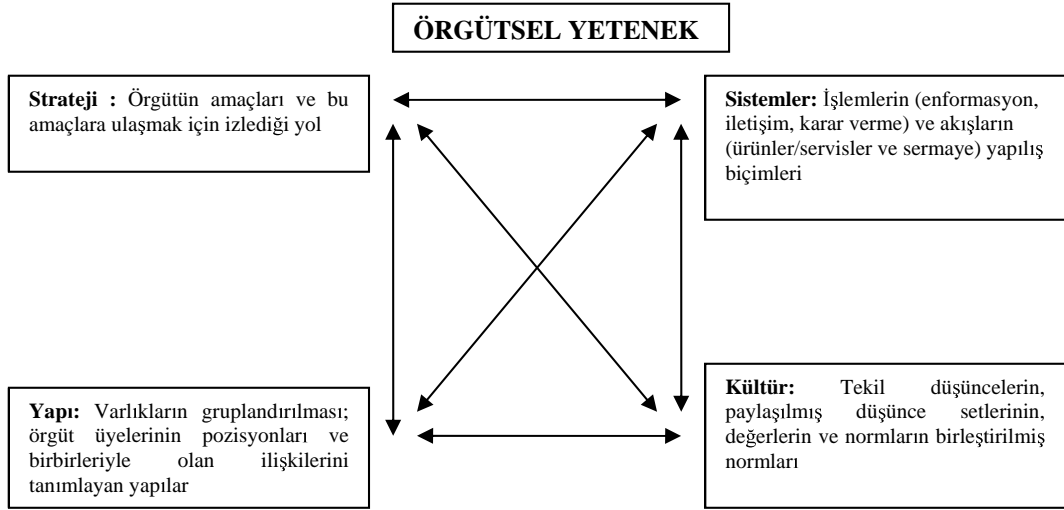 ÖRGÜTSEL YETENEK
Strateji : Örgütün amaçları ve bu
amaçlara ulaşmak için izlediği yol
Sistemler: İşlemlerin (enformasyon,
iletişim, karar verme) ve akışların
(ürünler/servisler ve sermaye) yapılış
biçimleri
Yapı: Varlıkların gruplandırılması;
örgüt üyelerinin pozisyonları ve
birbirleriyle olan ilişkilerini
tanımlayan yapılar
Kültür: Tekil düşüncelerin,
paylaşılmış düşünce setlerinin,
değerlerin ve normların birleştirilmiş
normları